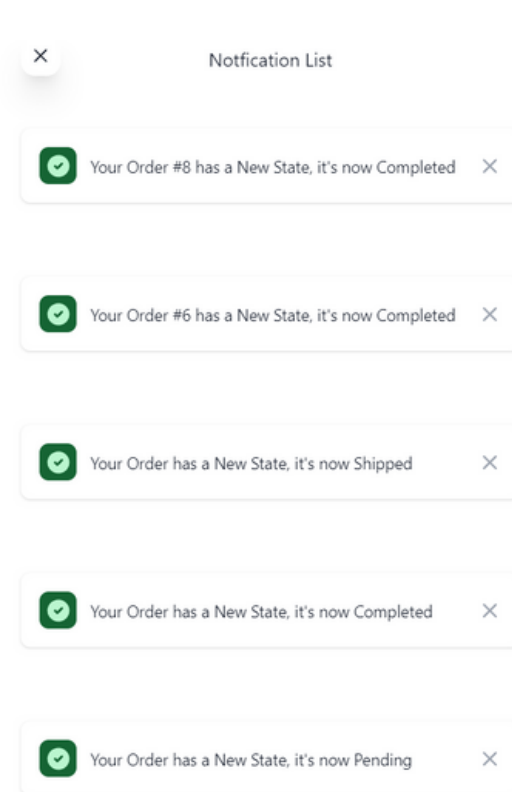 Notfication List
Your Order #8 has a New State, it's now Completed
Your Order #6 has a New State, it's now Completed
Your Order has a New State, it's now Shipped
Your Order has a New State, it's now Completed
Your Order has a New State, it's now Pending